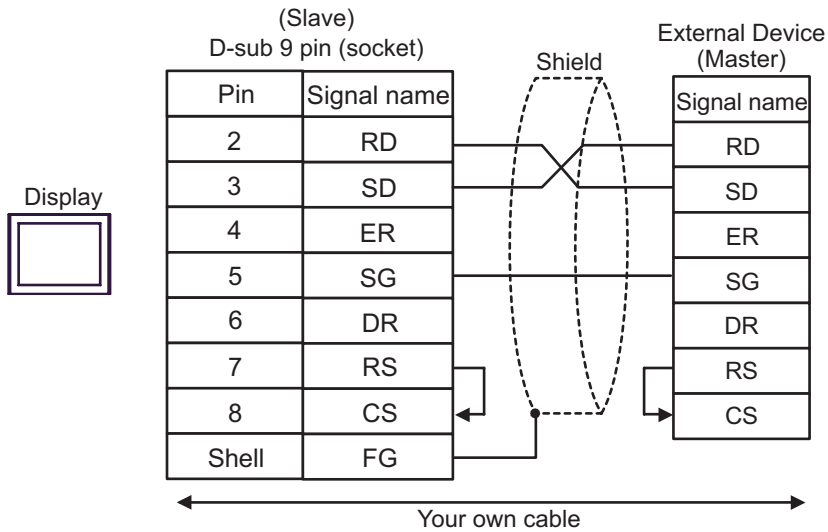 (Slave)
D-sub 9 pin (socket)
External Device
(Master)
Shield
Display
Pin Signal name
2 RD
3 SD
4 ER
5 SG
6 DR
7 RS
8 CS
Shell FG
Signal name
RD
SD
ER
SG
DR
RS
CS
Your own cable